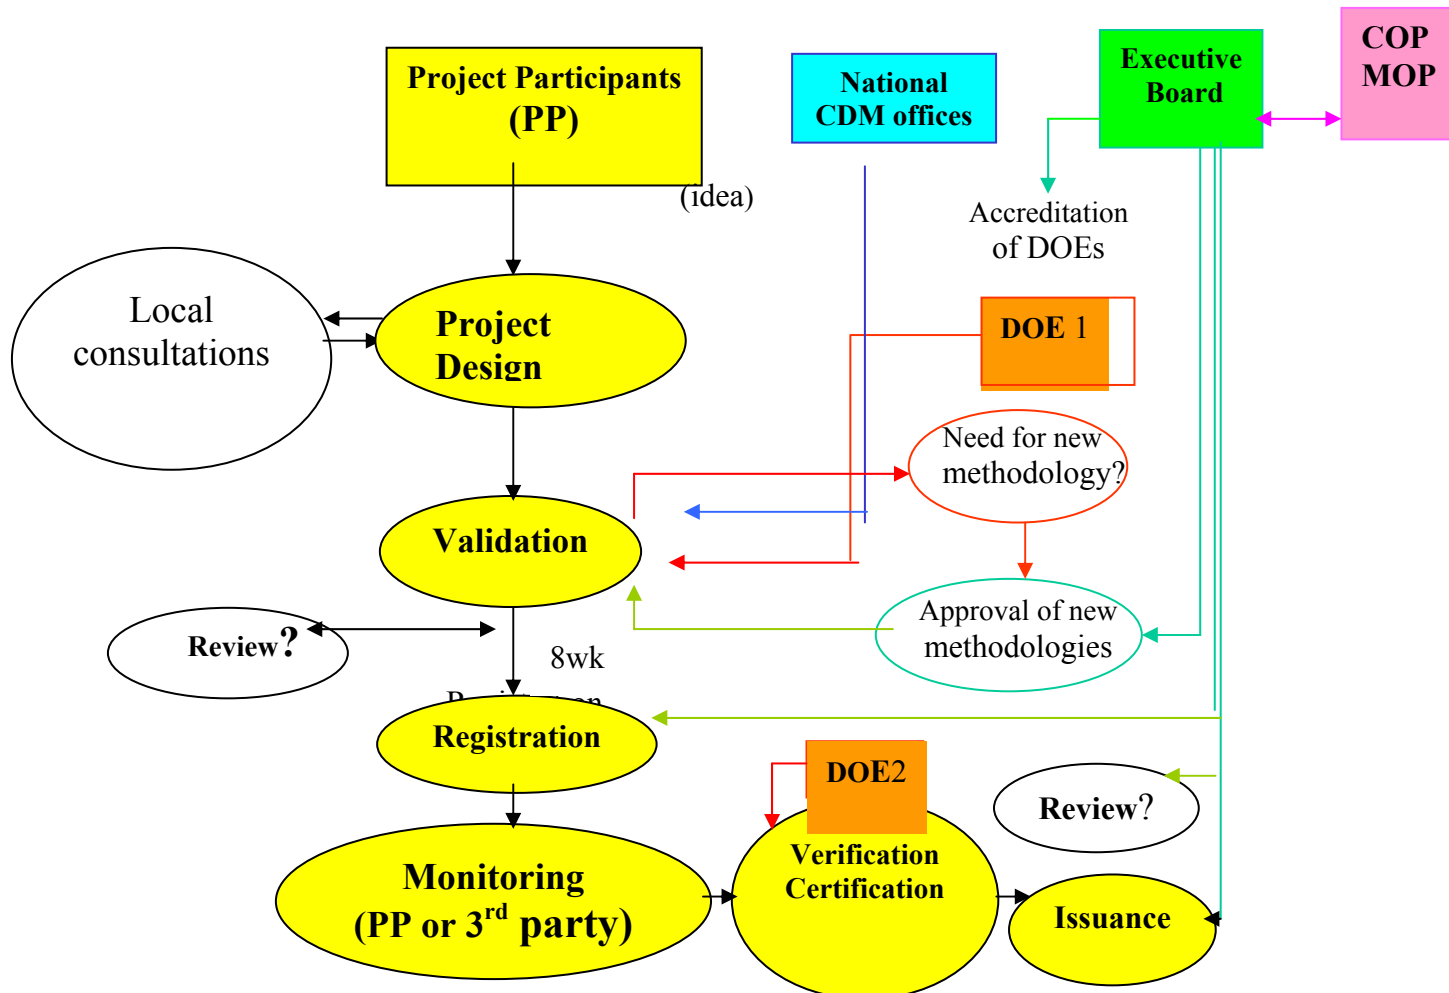 Project Participants
(PP)
National
CDM offices
Executive
Board
COP
MOP
(idea)
Accreditation
of DOEs
Local
consultations
Project
Design
DOE 1
Need for new
methodology?
Validation
Approval of new
methodologies
Review?
8wk
Registration
DOE2
Review?
Monitoring
(PP or 3rd party)
Verification
Certification
Issuance